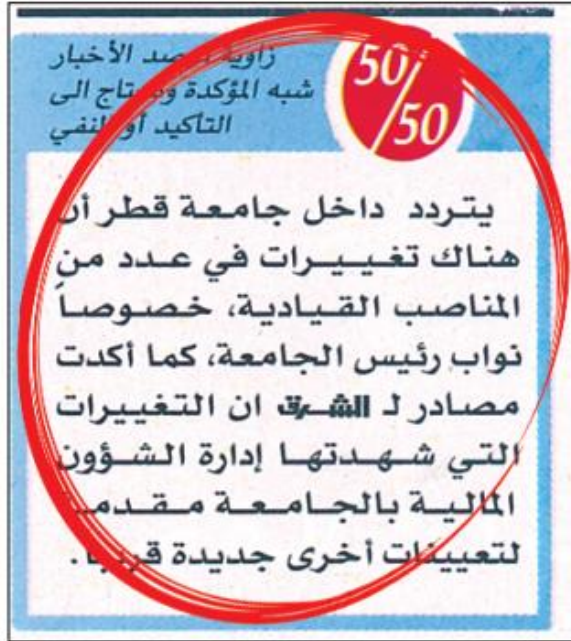 50/50
زاوية ترصد الأخبار
شبه المؤكدة وتحتاج الى
التأكيد أو النفي
يتردد داخل جامعة قطر أن
هناك تغييرات في عدد من
المناصب القيادية، خصوصاً
نواب رئيس الجامعة، كما أكدت
مصادر لـ الشرق ان التغييرات
التي شهدتها إدارة الشؤون
المالية بالجامعة مقدمة
لتعيينات أخرى جديدة قريباً.